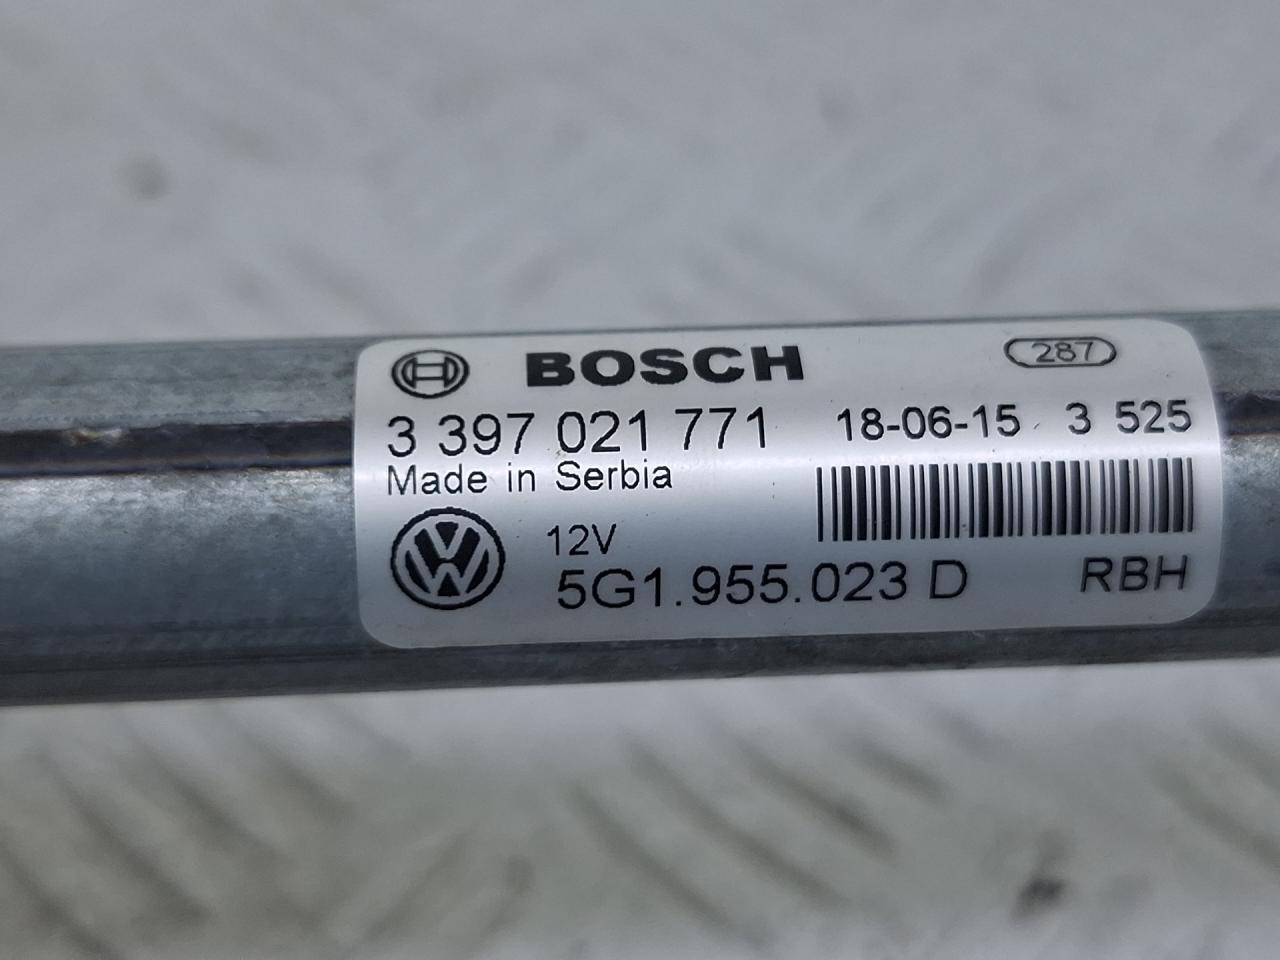 BOSCH 287
3 397 021 771 18-06-15 3 525
Made in Serbia
12V
5G1.955.023 D RBH